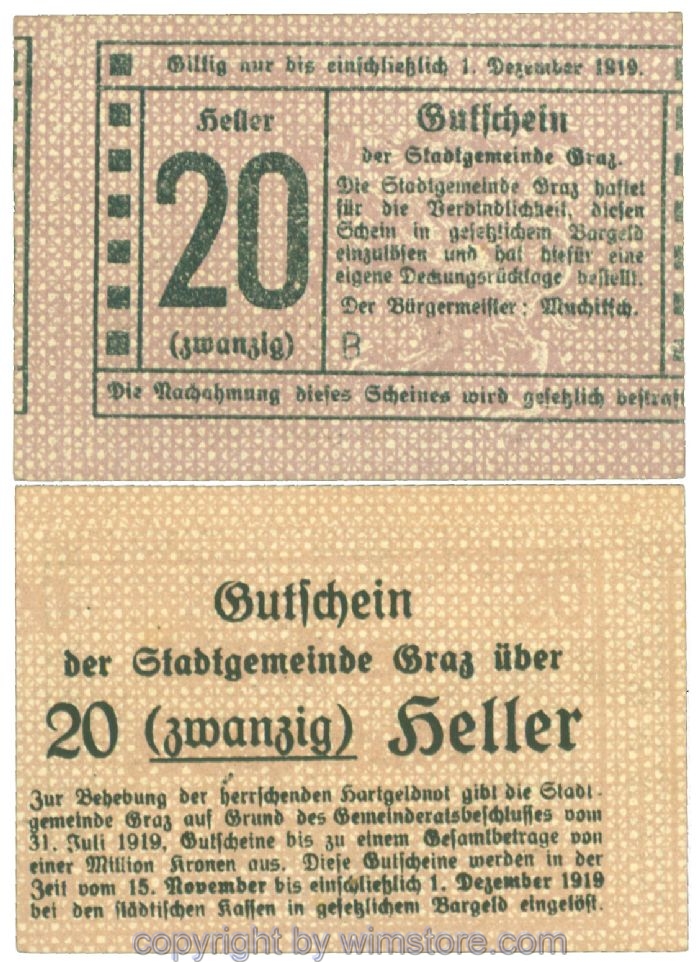 Gültig nur bis einschließlich 1. Dezember 1919.
Heller
20
(zwanzig)
Gutschein
der Stadtgemeinde Graz.
Die Stadtgemeinde Graz haftet
für die Verbindlichkeit, diesen
Schein in gesetzlichem Bargeld
einzulösen und hat hiefür eine
eigene Deckungsrücklage bestellt.
Der Bürgermeister: Muchitsch.
B
Die Nachahmung dieses Scheines wird gesetzlich bestraft
Gutschein
der Stadtgemeinde Graz über
20 (zwanzig) Heller
Zur Behebung der herrschenden Hartgeldnot gibt die Stadt-
gemeinde Graz auf Grund des Gemeinderatsbeschlusses vom
31. Juli 1919, Gutscheine bis zu einem Gesamtbetrage von
einer Million Kronen aus. Diese Gutscheine werden in der
Zeit vom 15. November bis einschließlich 1. Dezember 1919
bei den städtischen Kassen in gesetzlichem Bargeld eingelöst.
copyright by wimstore.com